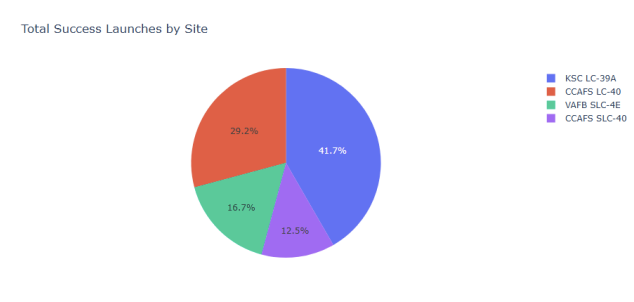 Total Success Launches by Site
KSC LC-39A
CCAFS LC-40
VAFB SLC-4E
CCAFS SLC-40
29.2%
41.7%
16.7%
12.5%